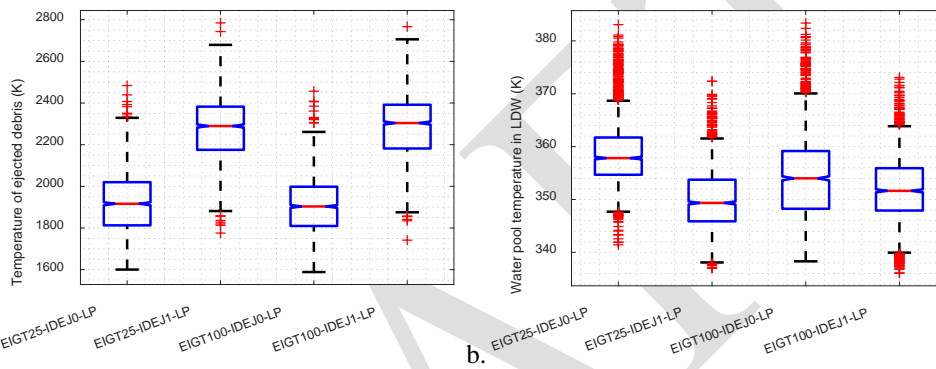 Temperature of ejected debris (K)
2800
2600
2400
2200
2000
1800
1600
EIGT25-IDEJ0-LP
EIGT25-IDEJ1-LP
EIGT100-IDEJ0-LP
EIGT100-IDEJ1-LP
Water pool temperature in LDW (K)
380
370
360
350
340
EIGT25-IDEJ0-LP
EIGT25-IDEJ1-LP
EIGT100-IDEJ0-LP
EIGT100-IDEJ1-LP
b.